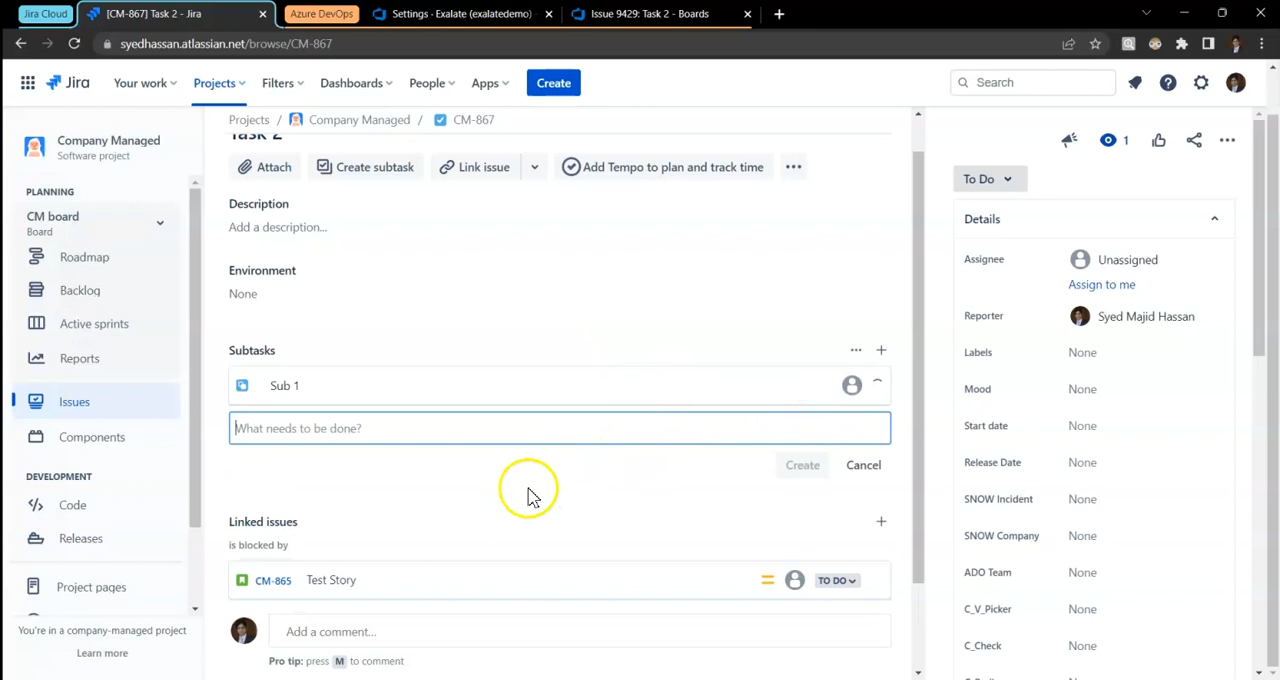 Jira Cloud
[CM-867] Task 2 - Jira
Azure DevOps
Settings · Exalate (exalatedemo)
Issue 9429: Task 2 - Boards
syedhassan.atlassian.net/browse/CM-867
Jira
Your work
Projects
Filters
Dashboards
People
Apps
Create
Search
Company Managed
Software project
PLANNING
CM board
Board
Roadmap
Backlog
Active sprints
Reports
Issues
Components
DEVELOPMENT
Code
Releases
Project pages
You're in a company-managed project
Learn more
Projects / Company Managed / CM-867
Task 2
Attach
Create subtask
Link issue
Add Tempo to plan and track time
Description
Add a description...
Environment
None
Subtasks
Sub 1
What needs to be done?
Create
Cancel
Linked issues
is blocked by
CM-865 Test Story TO DO
Add a comment...
Pro tip: press M to comment
1
To Do
Details
Assignee Unassigned
Assign to me
Reporter Syed Majid Hassan
Labels None
Mood None
Start date None
Release Date None
SNOW Incident None
SNOW Company None
ADO Team None
C_V_Picker None
C_Check None